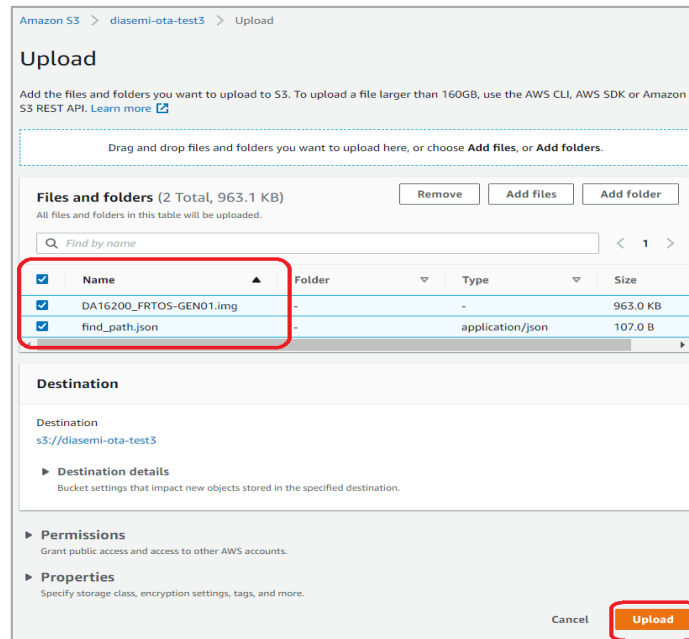 Amazon S3 > diasemi-ota-test3 > Upload
Upload
Add the files and folders you want to upload to S3. To upload a file larger than 160GB, use the AWS CLI, AWS SDK or Amazon
S3 REST API. Learn more
Drag and drop files and folders you want to upload here, or choose Add files, or Add folders.
Files and folders (2 Total, 963.1 KB)
All files and folders in this table will be uploaded.
Remove
Add files
Add folder
Find by name
< 1 >
Name Folder Type Size
DA16200_FRTOS-GEN01.img - - 963.0 KB
find_path.json - application/json 107.0 B
Destination
Destination
s3://diasemi-ota-test3
Destination details
Bucket settings that impact new objects stored in the specified destination.
Permissions
Grant public access and access to other AWS accounts.
Properties
Specify storage class, encryption settings, tags, and more.
Cancel Upload